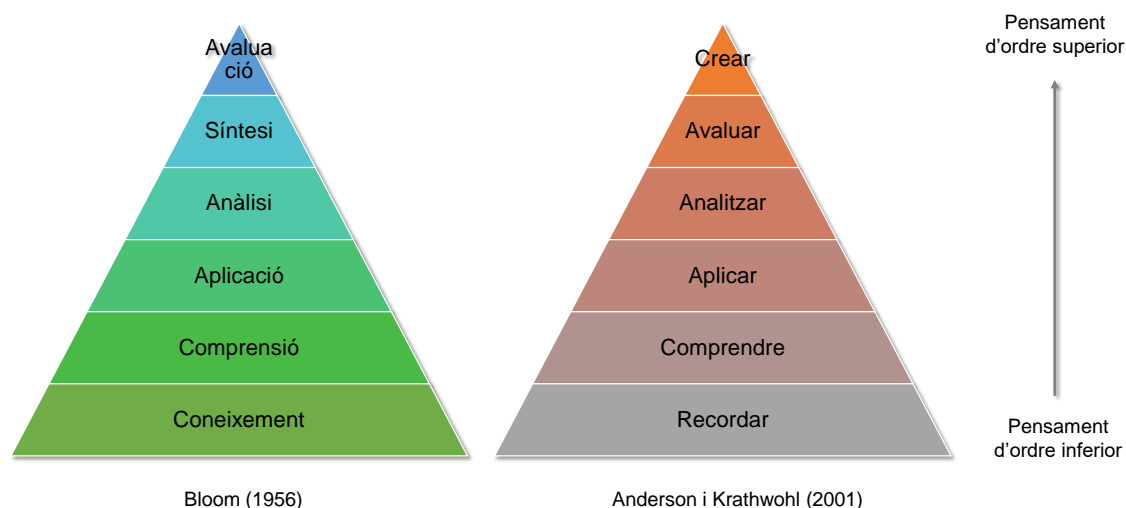 Avalua
ció
Síntesi
Anàlisi
Aplicació
Comprensió
Coneixement
Bloom (1956)
Crear
Avaluar
Analitzar
Aplicar
Comprendre
Recordar
Anderson i Krathwohl (2001)
Pensament
d’ordre superior
Pensament
d’ordre inferior